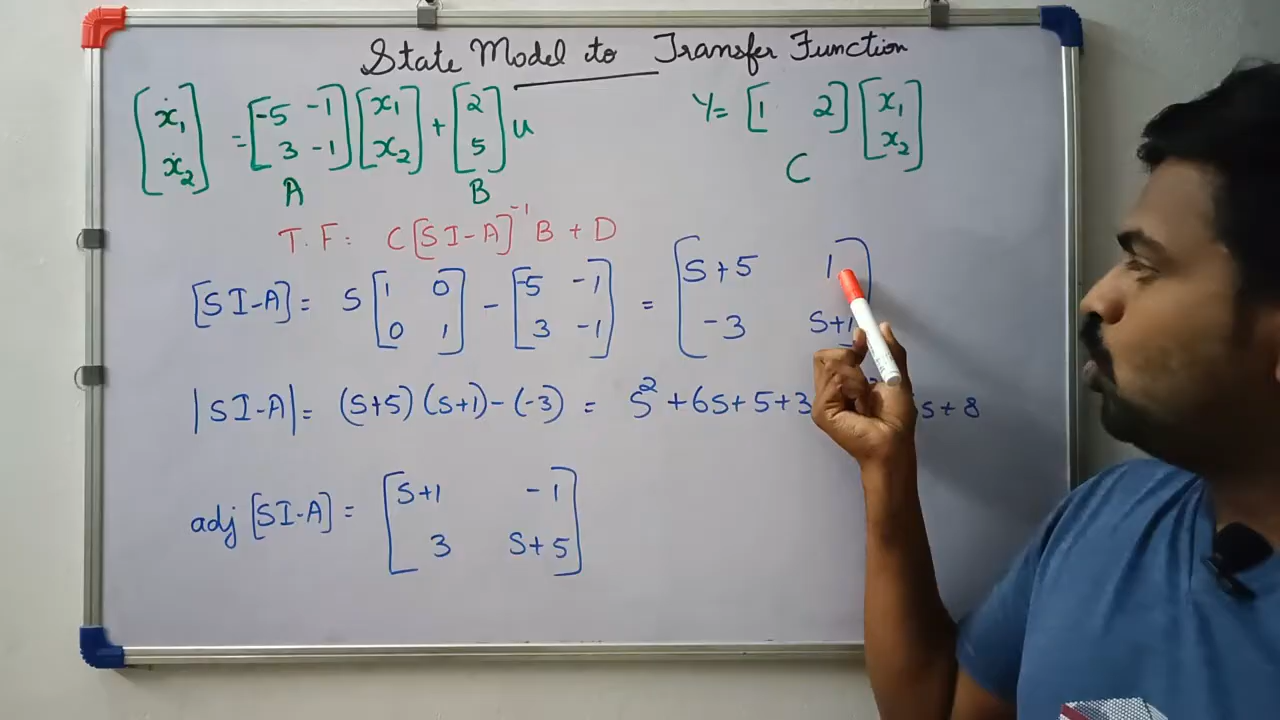 State Model to Transfer Function
[ẋ₁ ẋ₂] = [-5 -1; 3 -1] [x₁ x₂] + [2 5] u
A B
Y = [1 2] [x₁ x₂]
C
T.F: C[SI-A]⁻¹ B + D
[SI-A] = S [1 0; 0 1] - [-5 -1; 3 -1] = [S+5 1; -3 S+1]
|SI-A| = (S+5) (S+1) - (-3) = S² + 6S + 5 + 3 s + 8
adj [SI-A] = [S+1 -1; 3 S+5]